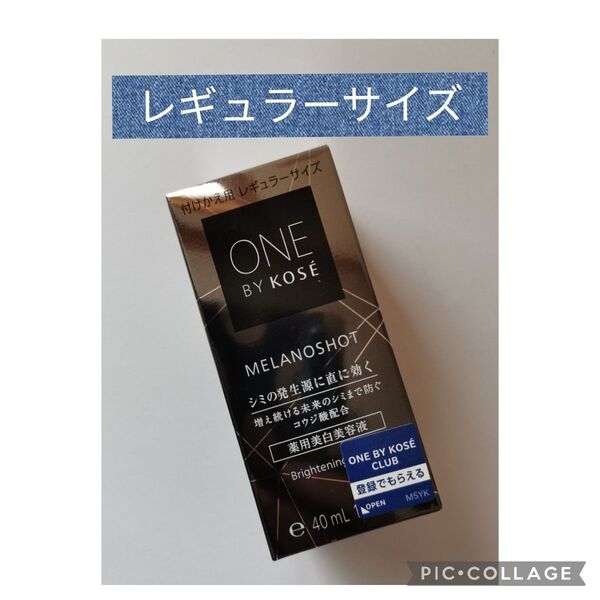 レギュラーサイズ
付けかえ用 レギュラーサイズ
ONE
BY KOSÉ
MELANOSHOT
シミの発生源に直に効く
増え続ける未来のシミまで防ぐ
コウジ酸配合
薬用美白美容液
Brightening
ONE BY KOSÉ
CLUB
登録でもらえる
OPEN MSYK
℮ 40 mL
PIC•COLLAGE